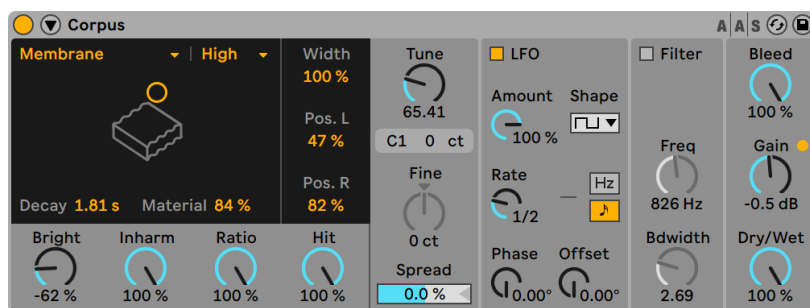 Corpus
A A S
Membrane
High
Width
100 %
Pos. L
47 %
Pos. R
82 %
Decay 1.81 s
Material 84 %
Bright
-62 %
Inharm
100 %
Ratio
100 %
Hit
100 %
Tune
65.41
C1 0 ct
Fine
0 ct
Spread
0.0 %
LFO
Amount
100 %
Shape
Rate
1/2
Hz
Phase
0.00°
Offset
0.00°
Filter
Freq
826 Hz
Bdwidth
2.69
Bleed
100 %
Gain
-0.5 dB
Dry/Wet
100 %